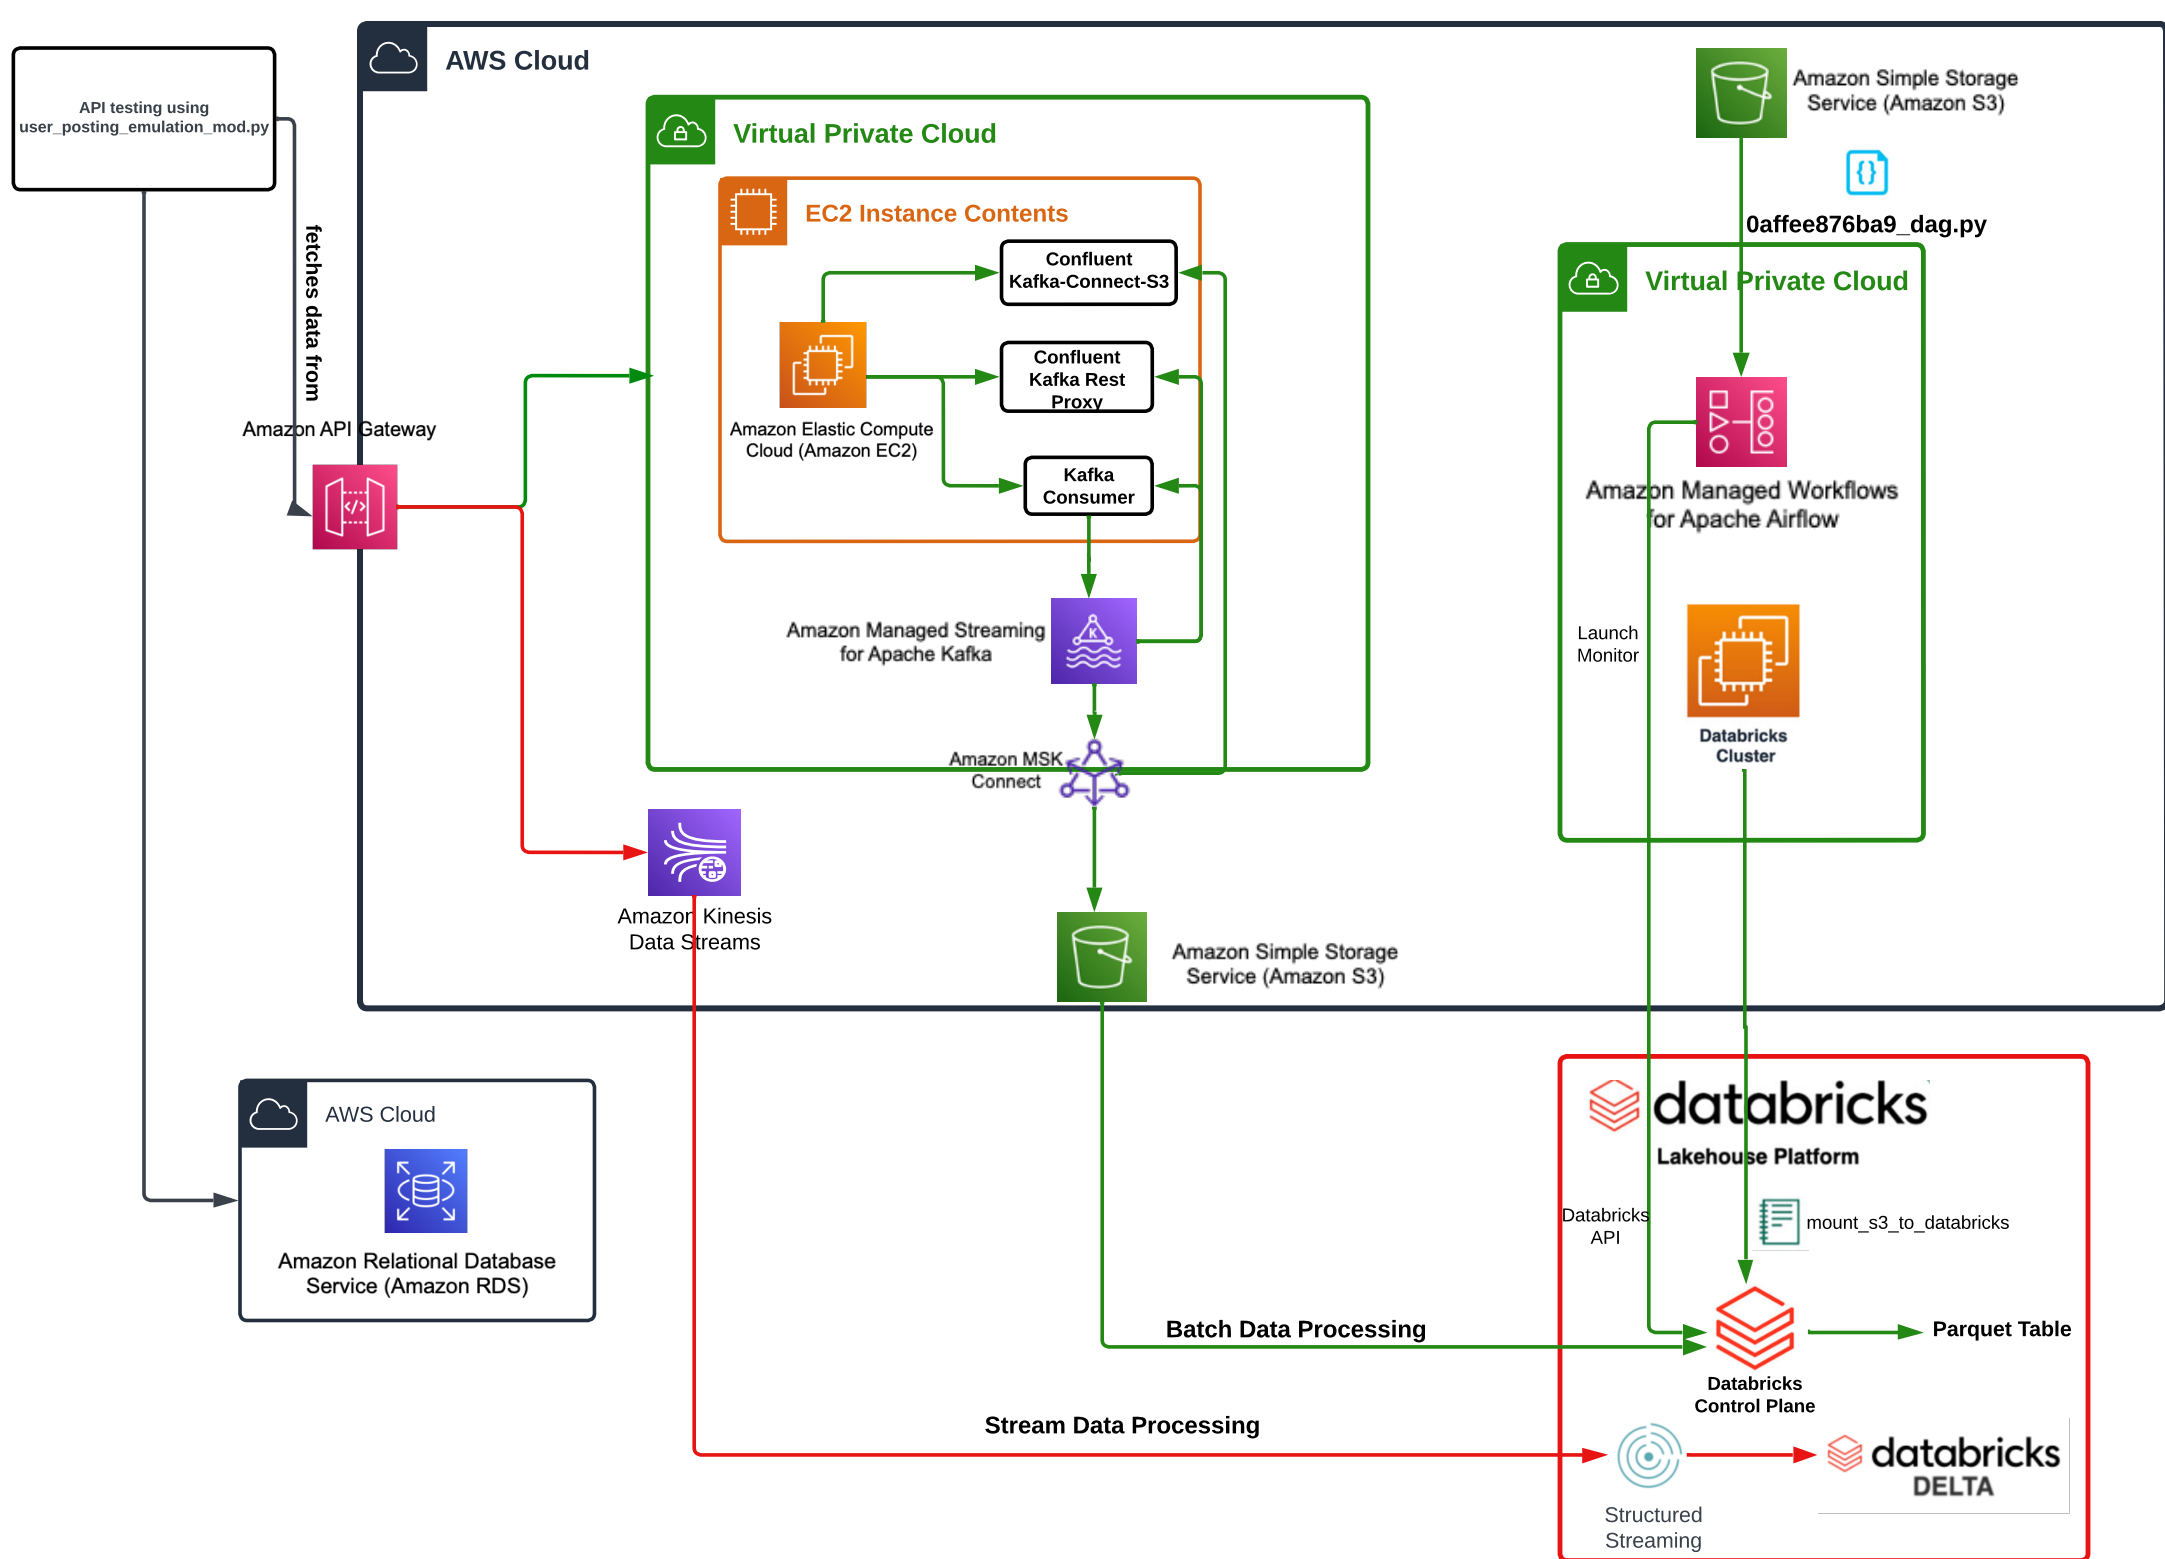 API testing using
user_posting_emulation_mod.py
AWS Cloud
fetches data from
Amazon API Gateway
Virtual Private Cloud
EC2 Instance Contents
Confluent
Kafka-Connect-S3
Confluent
Kafka Rest
Proxy
Amazon Elastic Compute
Cloud (Amazon EC2)
Kafka
Consumer
Amazon Managed Streaming
for Apache Kafka
K
Amazon MSK
Connect
Amazon Kinesis
Data Streams
Amazon Simple Storage
Service (Amazon S3)
Amazon Simple Storage
Service (Amazon S3)
{}
0affee876ba9_dag.py
Virtual Private Cloud
Amazon Managed Workflows
for Apache Airflow
Launch
Monitor
Databricks
Cluster
AWS Cloud
Amazon Relational Database
Service (Amazon RDS)
databricks
Lakehouse Platform
Databricks
API
mount_s3_to_databricks
Batch Data Processing
Parquet Table
Databricks
Control Plane
Stream Data Processing
databricks
DELTA
Structured
Streaming